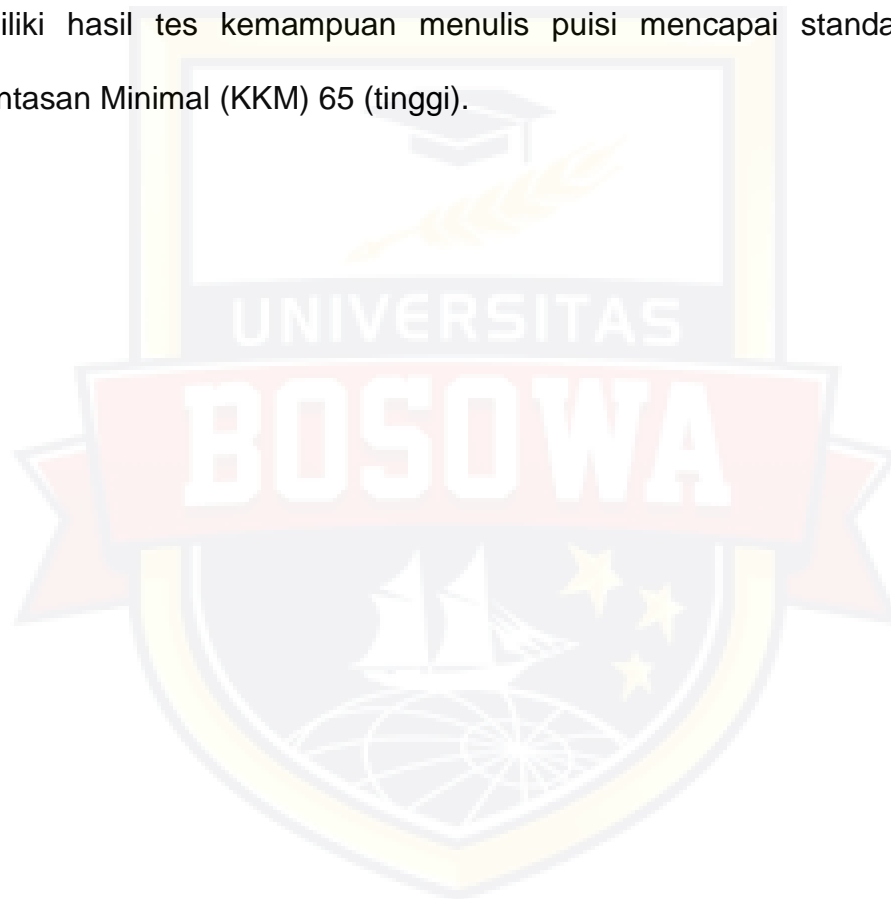 iliki hasil tes kemampuan menulis puisi mencapai standa
ntasan Minimal (KKM) 65 (tinggi).
UNIVERSITAS
BOSOWA